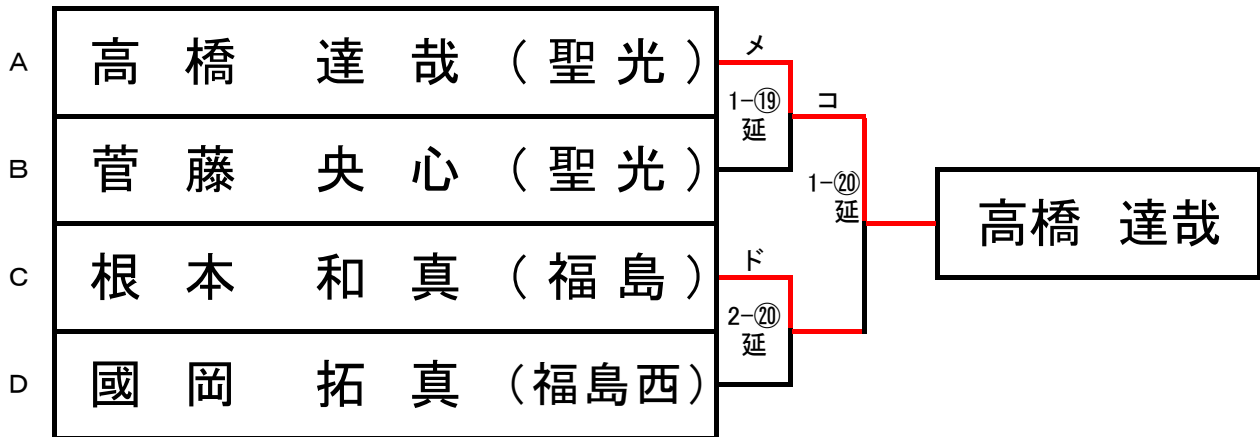 A 高橋 達哉 (聖光)
メ
1-⑲
延
コ
B 菅藤 央心 (聖光)
1-⑳
延
高橋 達哉
C 根本 和真 (福島)
ド
2-⑳
延
D 國岡 拓真 (福島西)